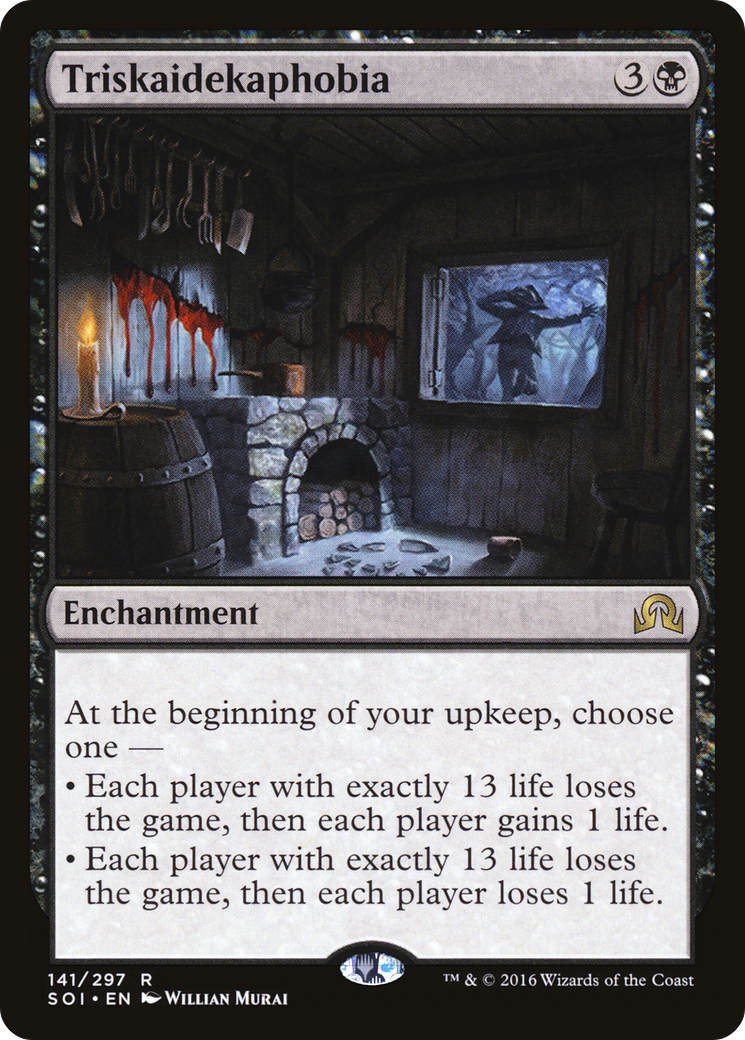 Triskaidekaphobia 3
Enchantment
At the beginning of your upkeep, choose
one —
• Each player with exactly 13 life loses
the game, then each player gains 1 life.
• Each player with exactly 13 life loses
the game, then each player loses 1 life.
141/297 R ™ & © 2016 Wizards of the Coast
SOI • EN Willian Murai